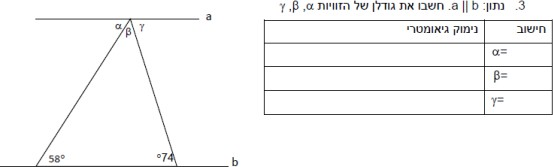 3. נתון: a || b. חשבו את גודלן של הזוויות α, β, γ
חישוב נימוק גיאומטרי
α=
β=
γ=
a
α β γ
58° °74
b